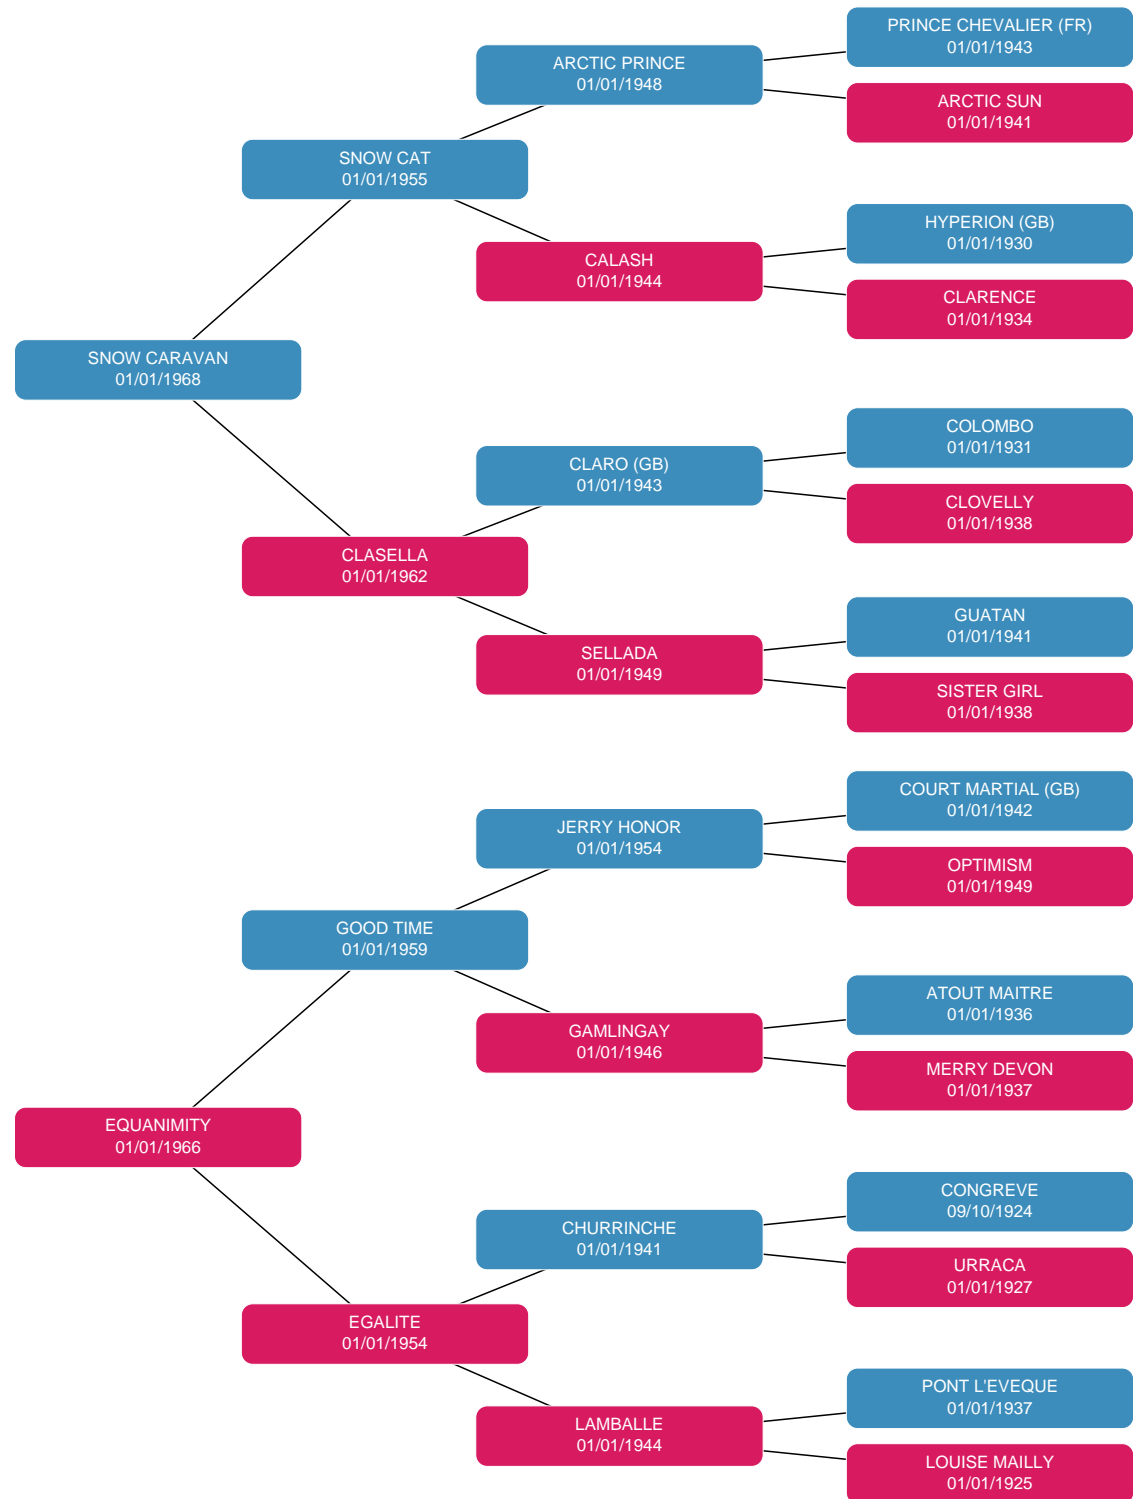 PRINCE CHEVALIER (FR)
01/01/1943
ARCTIC PRINCE
01/01/1948
ARCTIC SUN
01/01/1941
SNOW CAT
01/01/1955
HYPERION (GB)
01/01/1930
CALASH
01/01/1944
CLARENCE
01/01/1934
SNOW CARAVAN
01/01/1968
COLOMBO
01/01/1931
CLARO (GB)
01/01/1943
CLOVELLY
01/01/1938
CLASELLA
01/01/1962
GUATAN
01/01/1941
SELLADA
01/01/1949
SISTER GIRL
01/01/1938
COURT MARTIAL (GB)
01/01/1942
JERRY HONOR
01/01/1954
OPTIMISM
01/01/1949
GOOD TIME
01/01/1959
ATOUT MAITRE
01/01/1936
GAMLINGAY
01/01/1946
MERRY DEVON
01/01/1937
EQUANIMITY
01/01/1966
CONGREVE
09/10/1924
CHURRINCHE
01/01/1941
URRACA
01/01/1927
EGALITE
01/01/1954
PONT L'EVEQUE
01/01/1937
LAMBALLE
01/01/1944
LOUISE MAILLY
01/01/1925